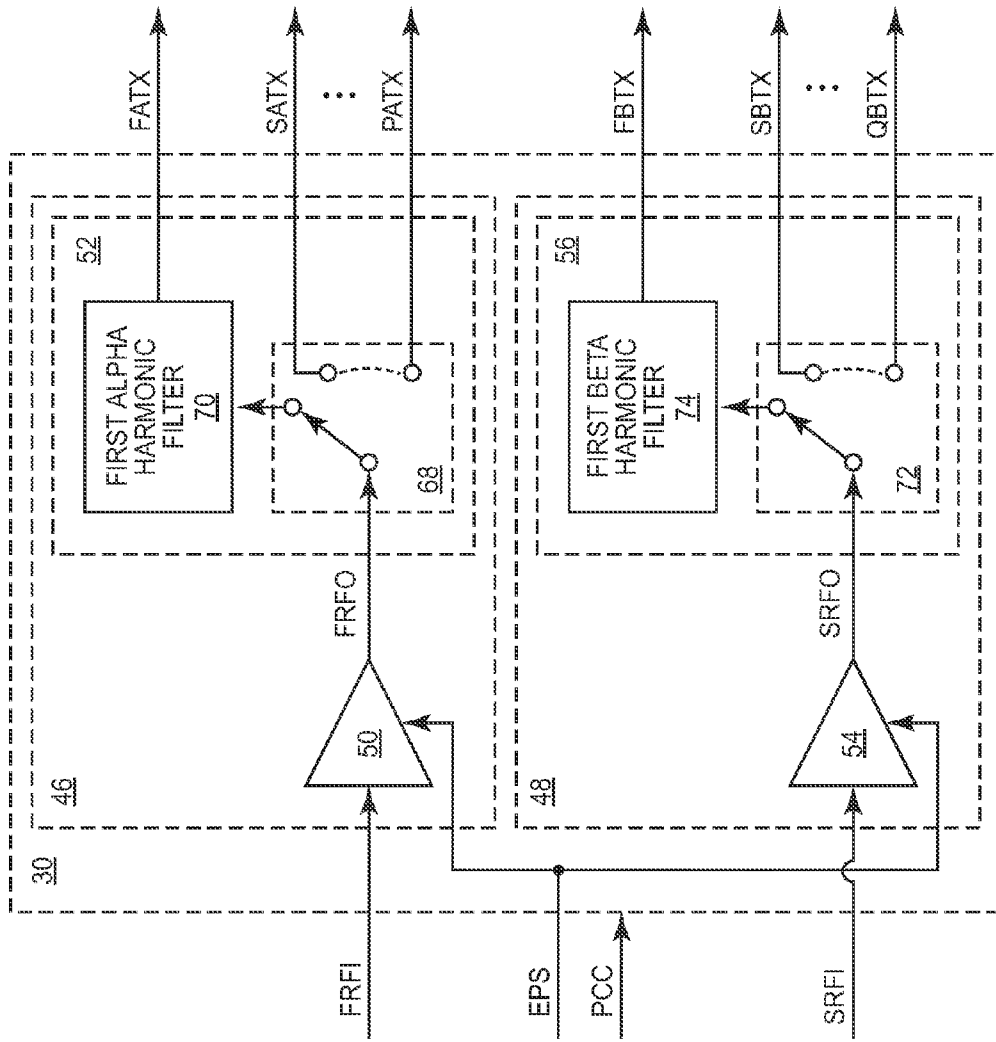 FATX
SATX
...
PATX
FBTX
SBTX
...
QBTX
52
FIRST ALPHA
HARMONIC
FILTER
70
68
56
FIRST BETA
HARMONIC
FILTER
74
72
FRFO
SRFO
46
50
48
54
30
FRFI
EPS
PCC
SRFI